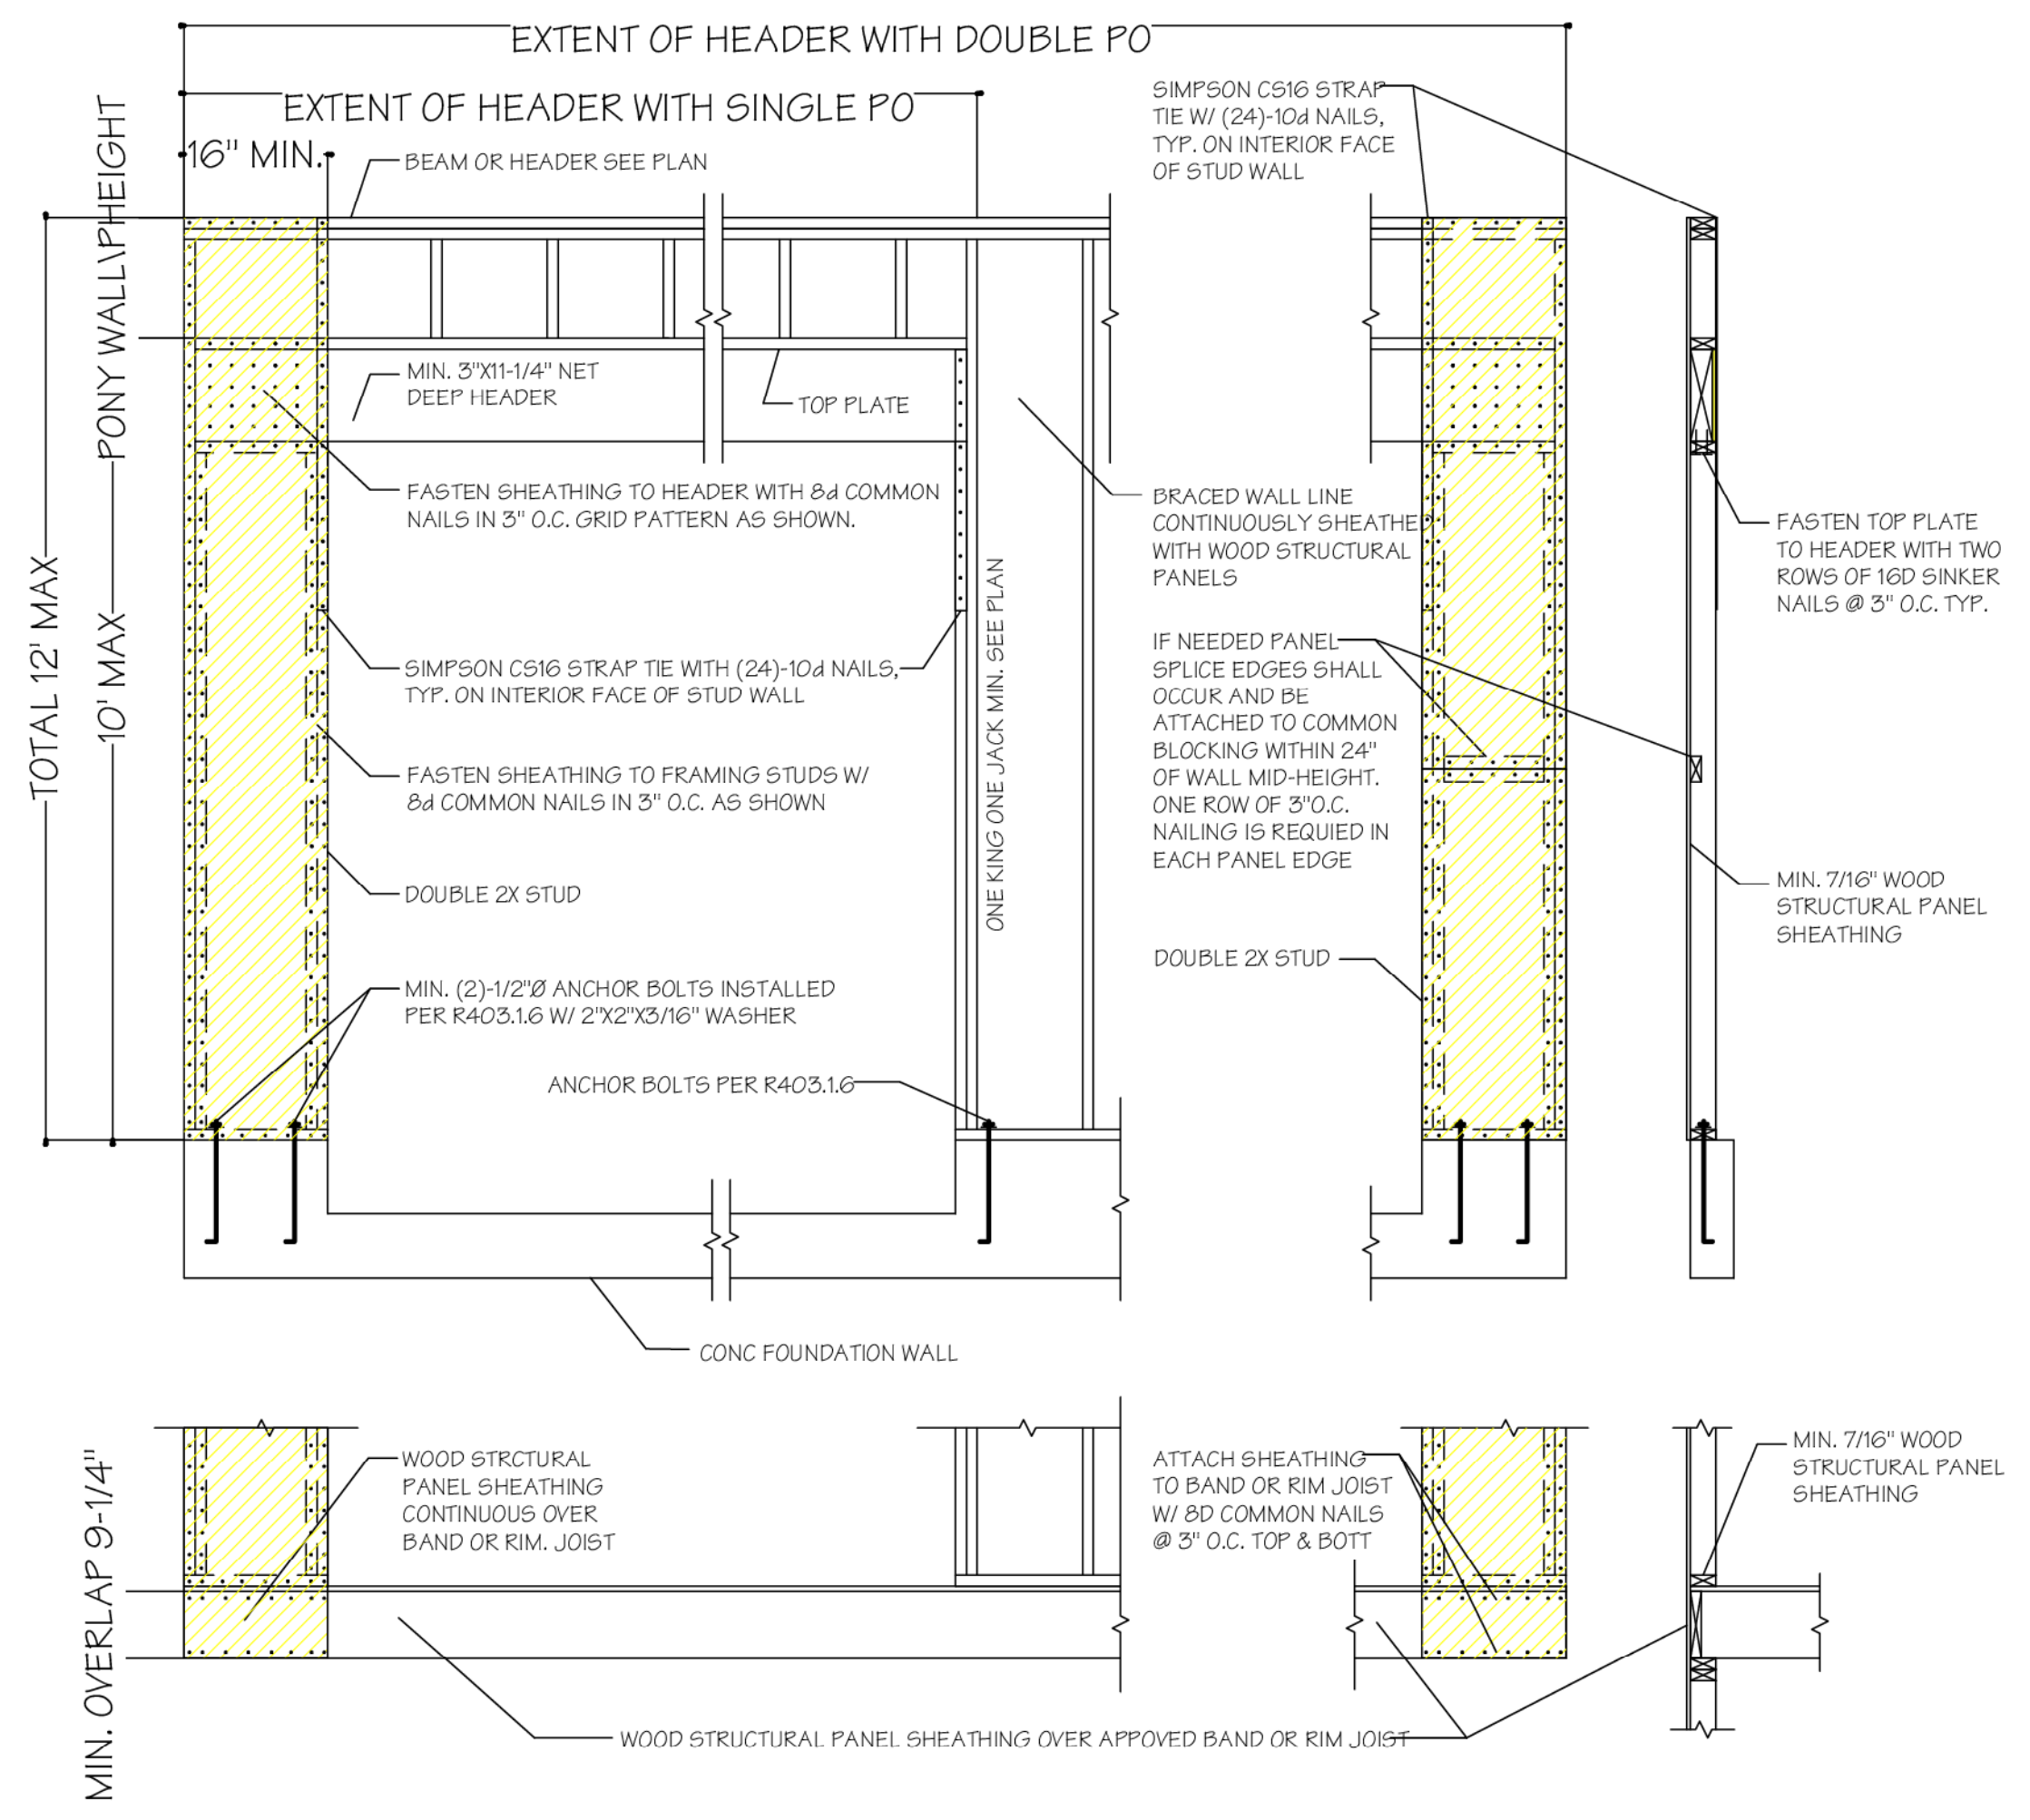 EXTENT OF HEADER WITH DOUBLE PO
EXTENT OF HEADER WITH SINGLE PO
16" MIN.
BEAM OR HEADER SEE PLAN
SIMPSON CS16 STRAP
TIE W/ (24)-10d NAILS,
TYP. ON INTERIOR FACE
OF STUD WALL
PONY WALL\PHEIGHT
TOTAL 12' MAX
10' MAX
MIN. 3"X11-1/4" NET
DEEP HEADER
TOP PLATE
FASTEN SHEATHING TO HEADER WITH 8d COMMON
NAILS IN 3" O.C. GRID PATTERN AS SHOWN.
BRACED WALL LINE
CONTINUOUSLY SHEATHED
WITH WOOD STRUCTURAL
PANELS
FASTEN TOP PLATE
TO HEADER WITH TWO
ROWS OF 16D SINKER
NAILS @ 3" O.C. TYP.
ONE KING ONE JACK MIN. SEE PLAN
SIMPSON CS16 STRAP TIE WITH (24)-10d NAILS,
TYP. ON INTERIOR FACE OF STUD WALL
IF NEEDED PANEL
SPLICE EDGES SHALL
OCCUR AND BE
ATTACHED TO COMMON
BLOCKING WITHIN 24"
OF WALL MID-HEIGHT.
ONE ROW OF 3"O.C.
NAILING IS REQUIED IN
EACH PANEL EDGE
FASTEN SHEATHING TO FRAMING STUDS W/
8d COMMON NAILS IN 3" O.C. AS SHOWN
DOUBLE 2X STUD
MIN. 7/16" WOOD
STRUCTURAL PANEL
SHEATHING
DOUBLE 2X STUD
MIN. (2)-1/2"Ø ANCHOR BOLTS INSTALLED
PER R403.1.6 W/ 2"X2"X3/16" WASHER
ANCHOR BOLTS PER R403.1.6
CONC FOUNDATION WALL
MIN. OVERLAP 9-1/4"
WOOD STRCTURAL
PANEL SHEATHING
CONTINUOUS OVER
BAND OR RIM. JOIST
ATTACH SHEATHING
TO BAND OR RIM JOIST
W/ 8D COMMON NAILS
@ 3" O.C. TOP & BOTT
MIN. 7/16" WOOD
STRUCTURAL PANEL
SHEATHING
WOOD STRUCTURAL PANEL SHEATHING OVER APPOVED BAND OR RIM JOIST